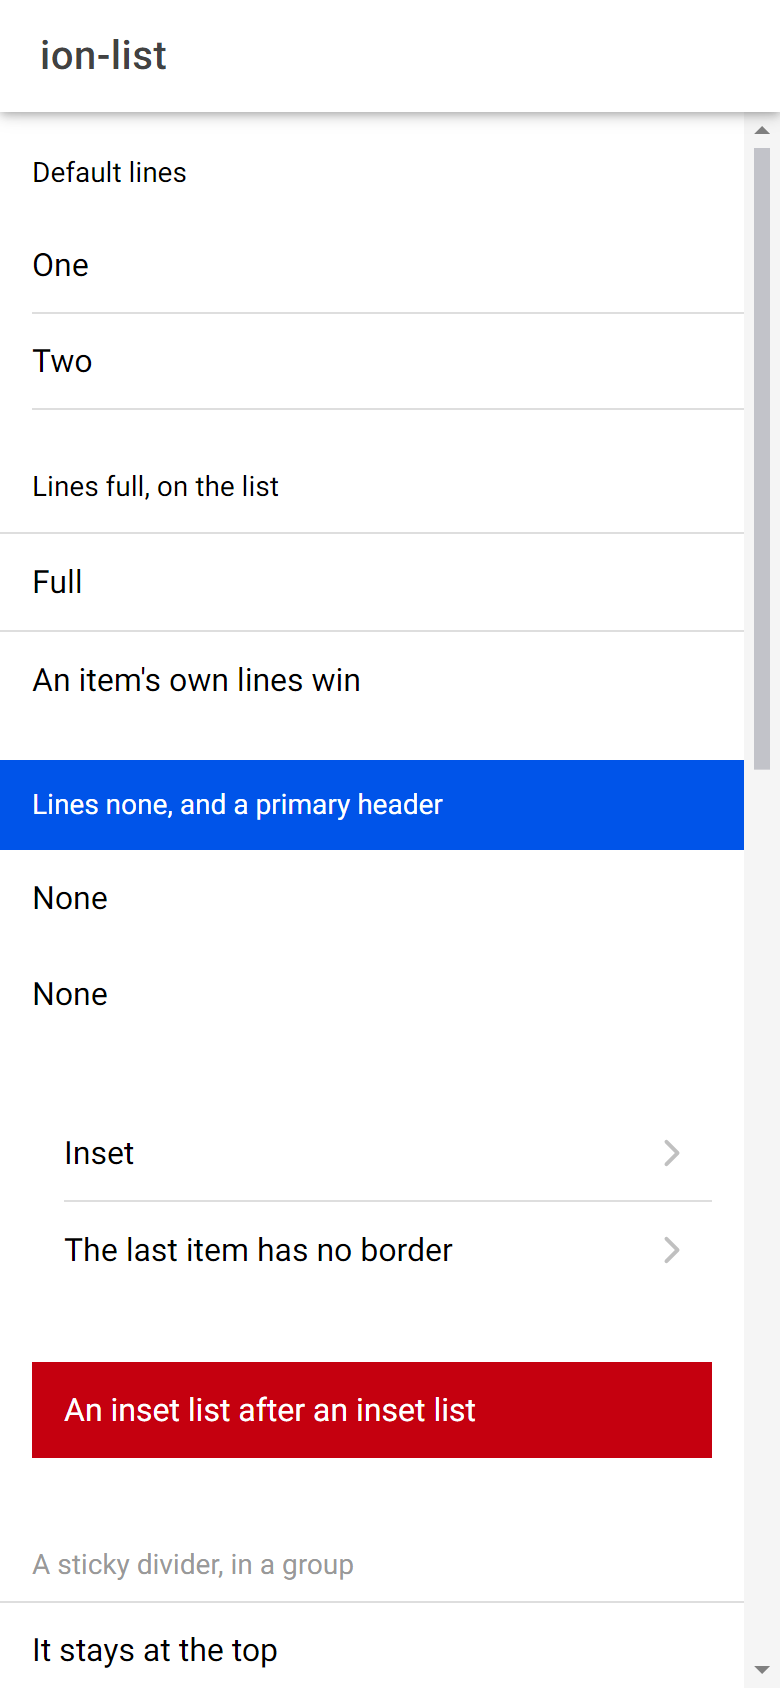 ion-list
Default lines
One
Two
Lines full, on the list
Full
An item's own lines win
Lines none, and a primary header
None
None
Inset
The last item has no border
An inset list after an inset list
A sticky divider, in a group
It stays at the top